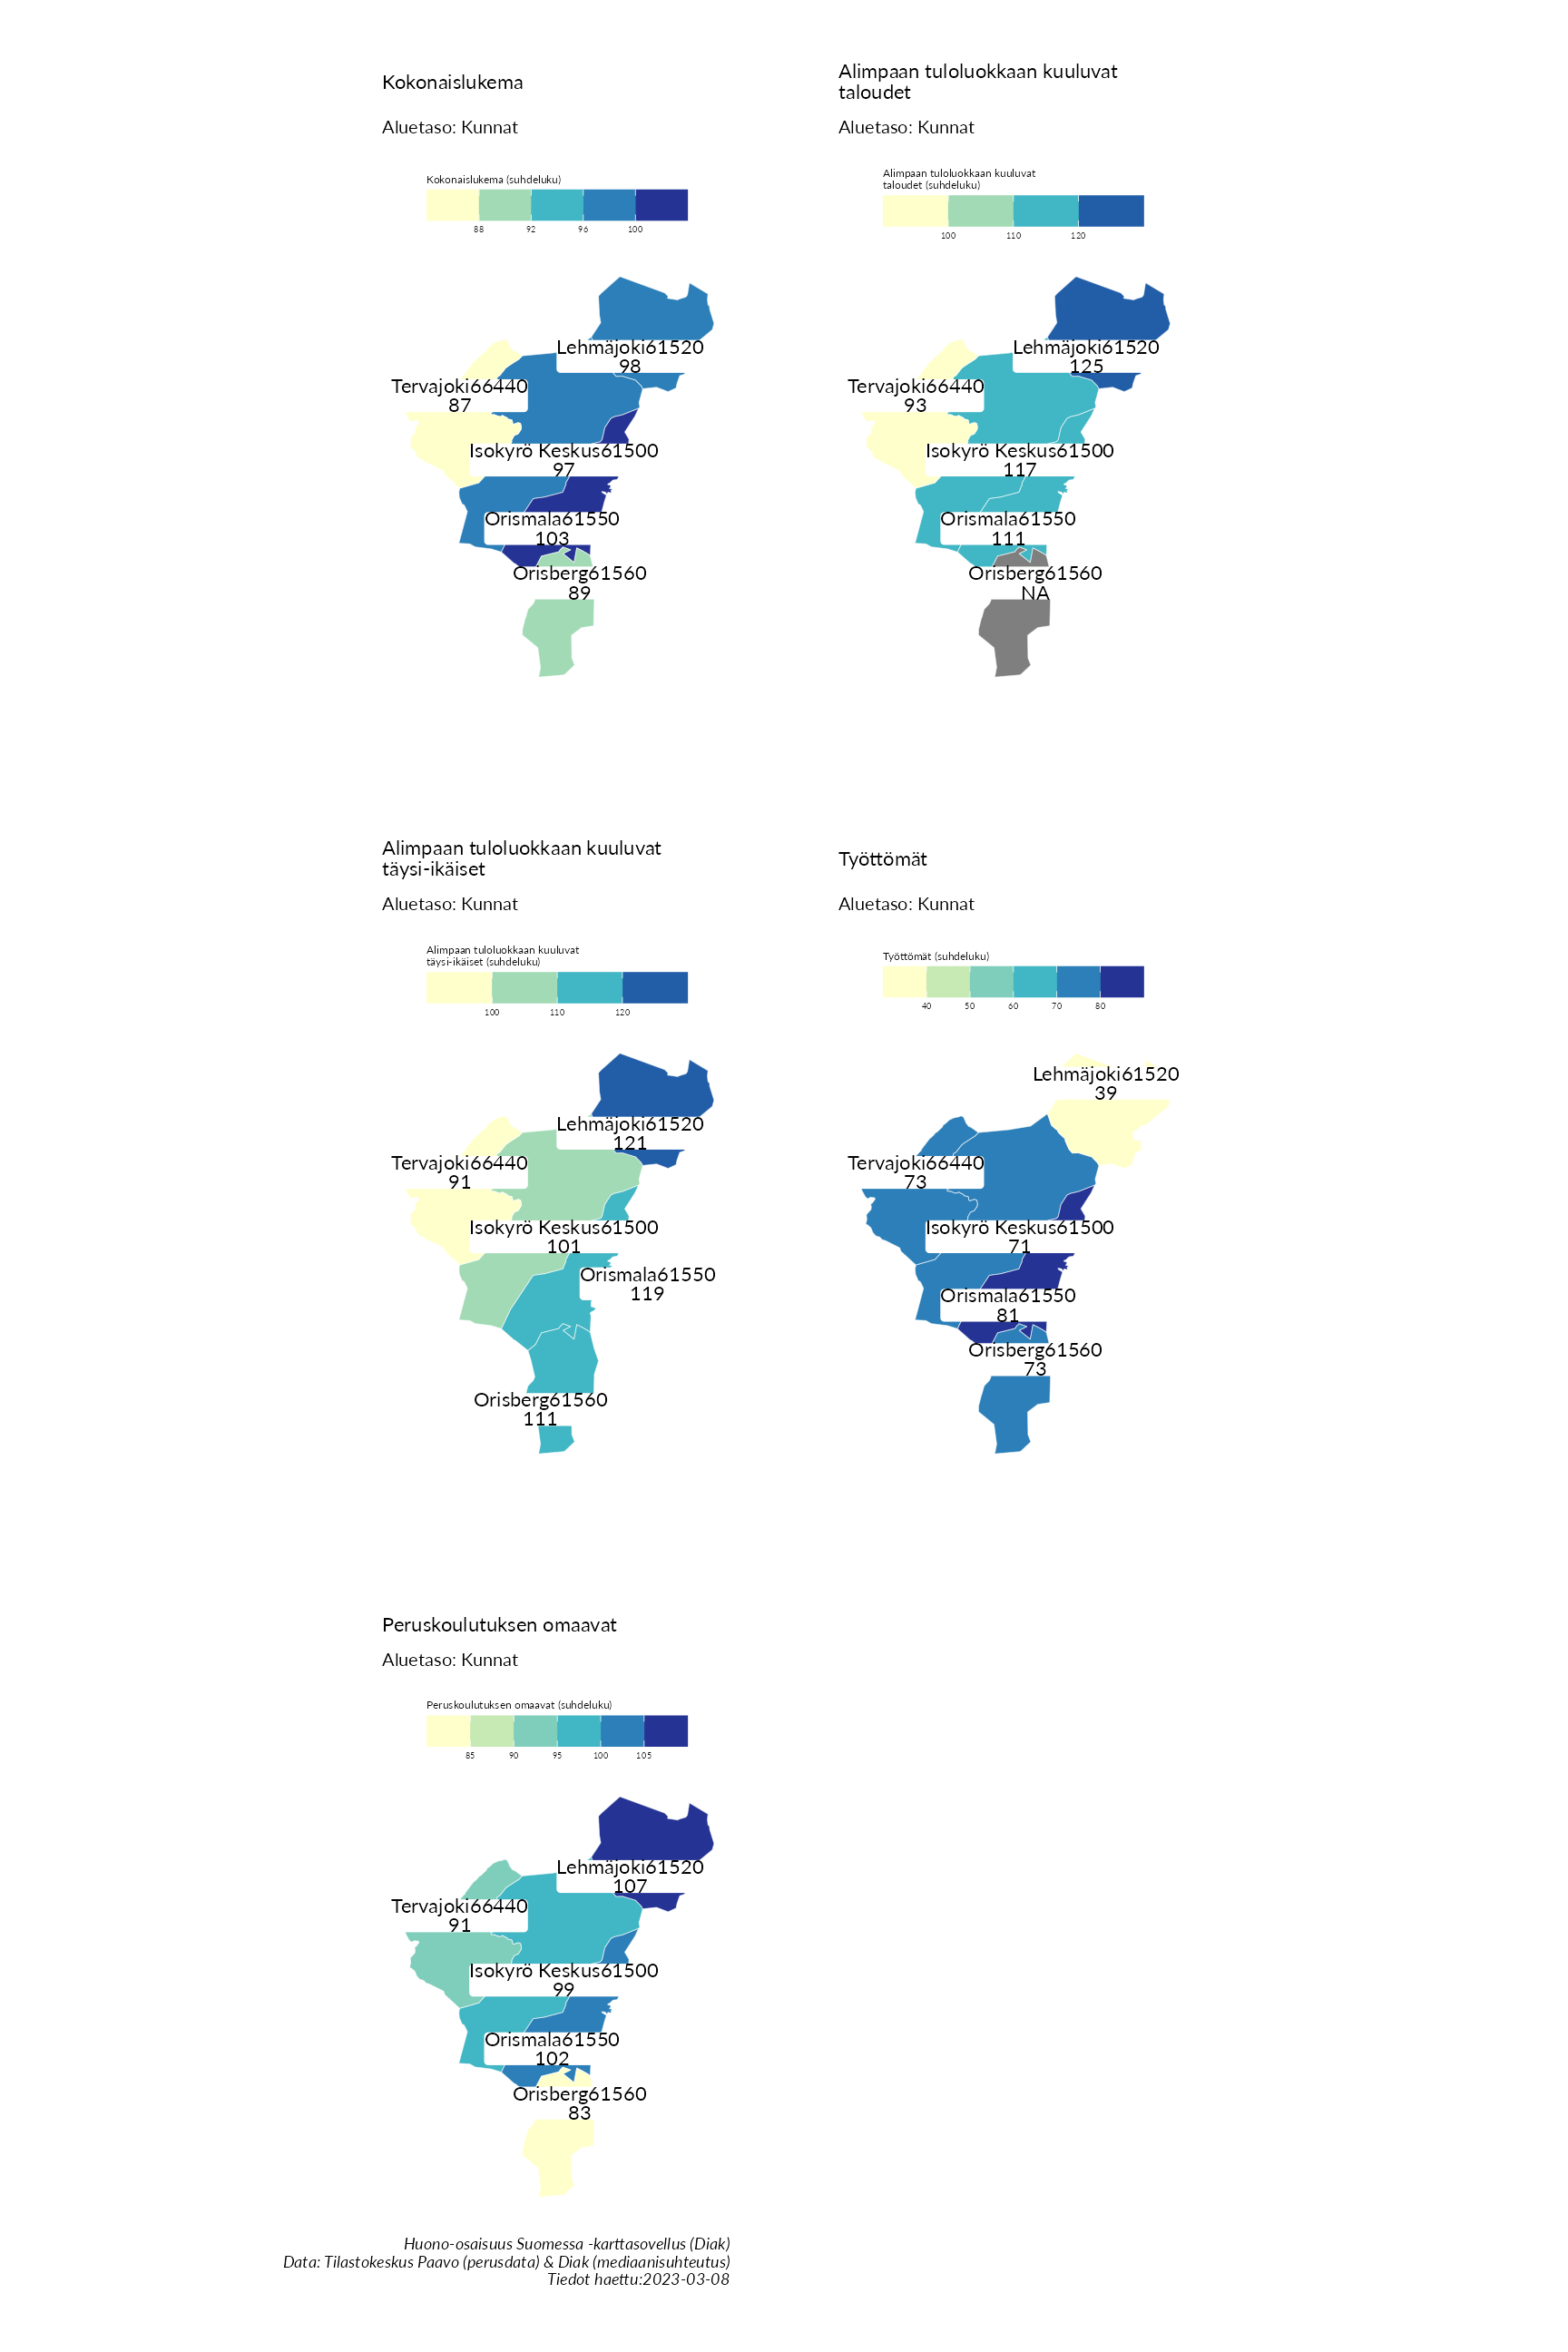 Kokonaislukema
Aluetaso: Kunnat
Kokonaislukema (suhdeluku)
88 92 96 100
Lehmäjoki61520
98
Tervajoki66440
87
Isokyrö Keskus61500
97
Orismala61550
103
Orisberg61560
89
Alimpaan tuloluokkaan kuuluvat
taloudet
Aluetaso: Kunnat
Alimpaan tuloluokkaan kuuluvat
taloudet (suhdeluku)
100 110 120
Lehmäjoki61520
125
Tervajoki66440
93
Isokyrö Keskus61500
117
Orismala61550
111
Orisberg61560
NA
Alimpaan tuloluokkaan kuuluvat
täysi-ikäiset
Aluetaso: Kunnat
Alimpaan tuloluokkaan kuuluvat
täysi-ikäiset (suhdeluku)
100 110 120
Lehmäjoki61520
121
Tervajoki66440
91
Isokyrö Keskus61500
101
Orismala61550
119
Orisberg61560
111
Työttömät
Aluetaso: Kunnat
Työttömät (suhdeluku)
40 50 60 70 80
Lehmäjoki61520
39
Tervajoki66440
73
Isokyrö Keskus61500
71
Orismala61550
81
Orisberg61560
73
Peruskoulutuksen omaavat
Aluetaso: Kunnat
Peruskoulutuksen omaavat (suhdeluku)
85 90 95 100 105
Lehmäjoki61520
107
Tervajoki66440
91
Isokyrö Keskus61500
99
Orismala61550
102
Orisberg61560
83
Huono-osaisuus Suomessa -karttasovellus (Diak)
Data: Tilastokeskus Paavo (perusdata) & Diak (mediaanisuhteutus)
Tiedot haettu:2023-03-08